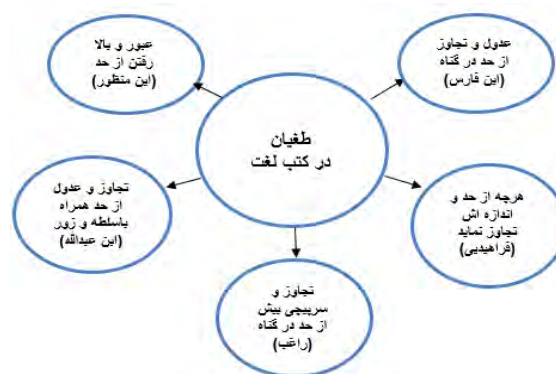 طغیان
در کتب لغت
عدول و تجاوز
از حد در گناه
(ابن فارس)
هرچه از حد و
اندازه اش
تجاوز نماید
(فراهیدیی)
تجاوز و
سرپیچی بیش
از حد در گناه
(راغب)
تجاوز و عدول
از حد همراه
باسلطه و زور
(ابن عبدالله)
عبور و بالا
رفتن از حد
(ابن منظور)